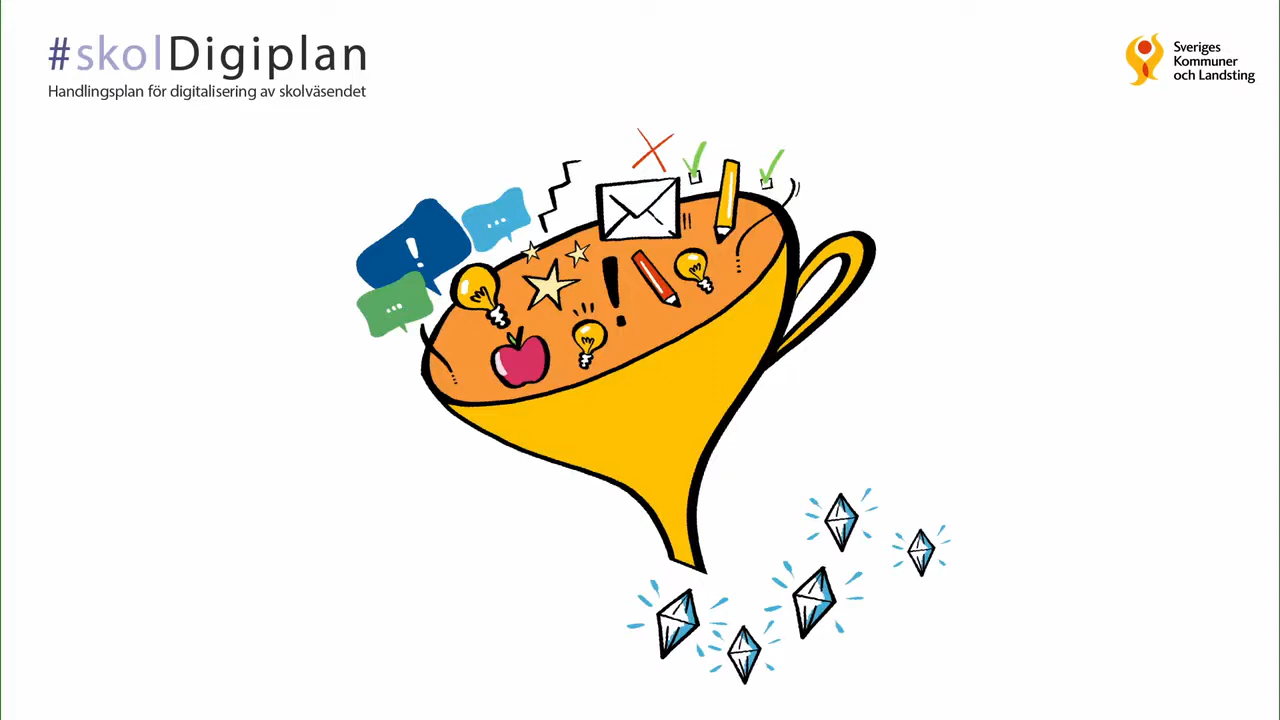 #skolDigiplan
Handlingsplan för digitalisering av skolväsendet
Sveriges
Kommuner
och Landsting